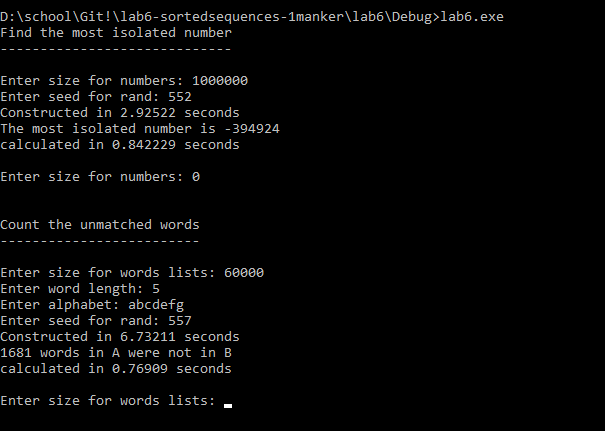 D:\school\Git!\lab6-sortedsequences-1manker\lab6\Debug>lab6.exe
Find the most isolated number
-----------------------------
Enter size for numbers: 1000000
Enter seed for rand: 552
Constructed in 2.92522 seconds
The most isolated number is -394924
calculated in 0.842229 seconds
Enter size for numbers: 0
Count the unmatched words
-------------------------
Enter size for words lists: 60000
Enter word length: 5
Enter alphabet: abcdefg
Enter seed for rand: 557
Constructed in 6.73211 seconds
1681 words in A were not in B
calculated in 0.76909 seconds
Enter size for words lists: